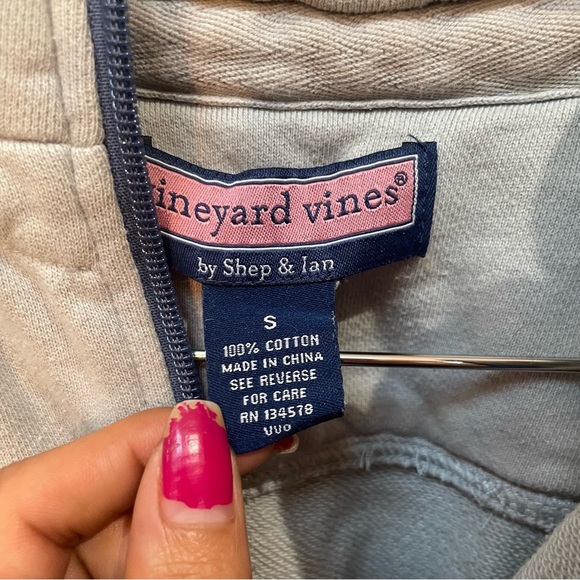 ineyard vines®
by Shep & Ian
S
100% COTTON
MADE IN CHINA
SEE REVERSE
FOR CARE
RN 134578